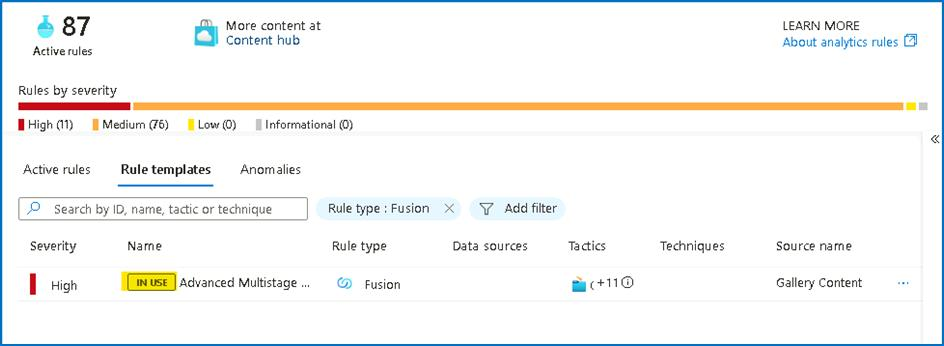 87
Active rules
More content at
Content hub
LEARN MORE
About analytics rules
Rules by severity
High (11) Medium (76) Low (0) Informational (0)
Active rules Rule templates Anomalies
Search by ID, name, tactic or technique Rule type : Fusion Add filter
Severity Name Rule type Data sources Tactics Techniques Source name
High IN USE Advanced Multistage ... Fusion ( +11 Gallery Content ...